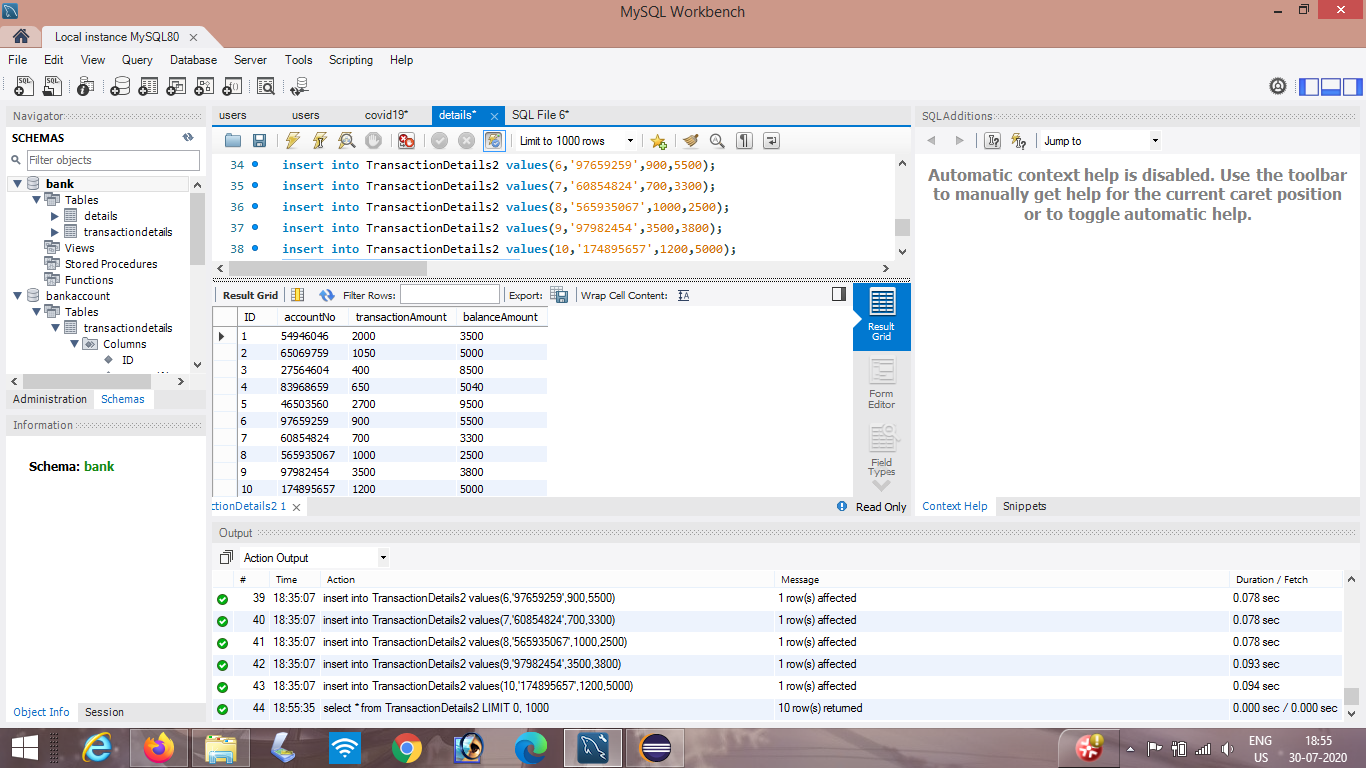 MySQL Workbench
Local instance MySQL80
File Edit View Query Database Server Tools Scripting Help
Navigator
SCHEMAS
Filter objects
bank
Tables
details
transactiondetails
Views
Stored Procedures
Functions
bankaccount
Tables
transactiondetails
Columns
ID
Administration Schemas
Information
Schema: bank
Object Info Session
users users covid19* details* SQL File 6*
Limit to 1000 rows
34 insert into TransactionDetails2 values(6,'97659259',900,5500);
35 insert into TransactionDetails2 values(7,'60854824',700,3300);
36 insert into TransactionDetails2 values(8,'565935067',1000,2500);
37 insert into TransactionDetails2 values(9,'97982454',3500,3800);
38 insert into TransactionDetails2 values(10,'174895657',1200,5000);
Result Grid Filter Rows: Export: Wrap Cell Content:
ID accountNo transactionAmount balanceAmount
1 54946046 2000 3500
2 65069759 1050 5000
3 27564604 400 8500
4 83968659 650 5040
5 46503560 2700 9500
6 97659259 900 5500
7 60854824 700 3300
8 565935067 1000 2500
9 97982454 3500 3800
10 174895657 1200 5000
Result
Grid
Form
Editor
Field
Types
ctionDetails2 1
Read Only
SQLAdditions
Jump to
Automatic context help is disabled. Use the toolbar
to manually get help for the current caret position
or to toggle automatic help.
Context Help Snippets
Output
Action Output
# Time Action Message Duration / Fetch
39 18:35:07 insert into TransactionDetails2 values(6,'97659259',900,5500) 1 row(s) affected 0.078 sec
40 18:35:07 insert into TransactionDetails2 values(7,'60854824',700,3300) 1 row(s) affected 0.078 sec
41 18:35:07 insert into TransactionDetails2 values(8,'565935067',1000,2500) 1 row(s) affected 0.078 sec
42 18:35:07 insert into TransactionDetails2 values(9,'97982454',3500,3800) 1 row(s) affected 0.093 sec
43 18:35:07 insert into TransactionDetails2 values(10,'174895657',1200,5000) 1 row(s) affected 0.094 sec
44 18:55:35 select * from TransactionDetails2 LIMIT 0, 1000 10 row(s) returned 0.000 sec / 0.000 sec
ENG
US
18:55
30-07-2020